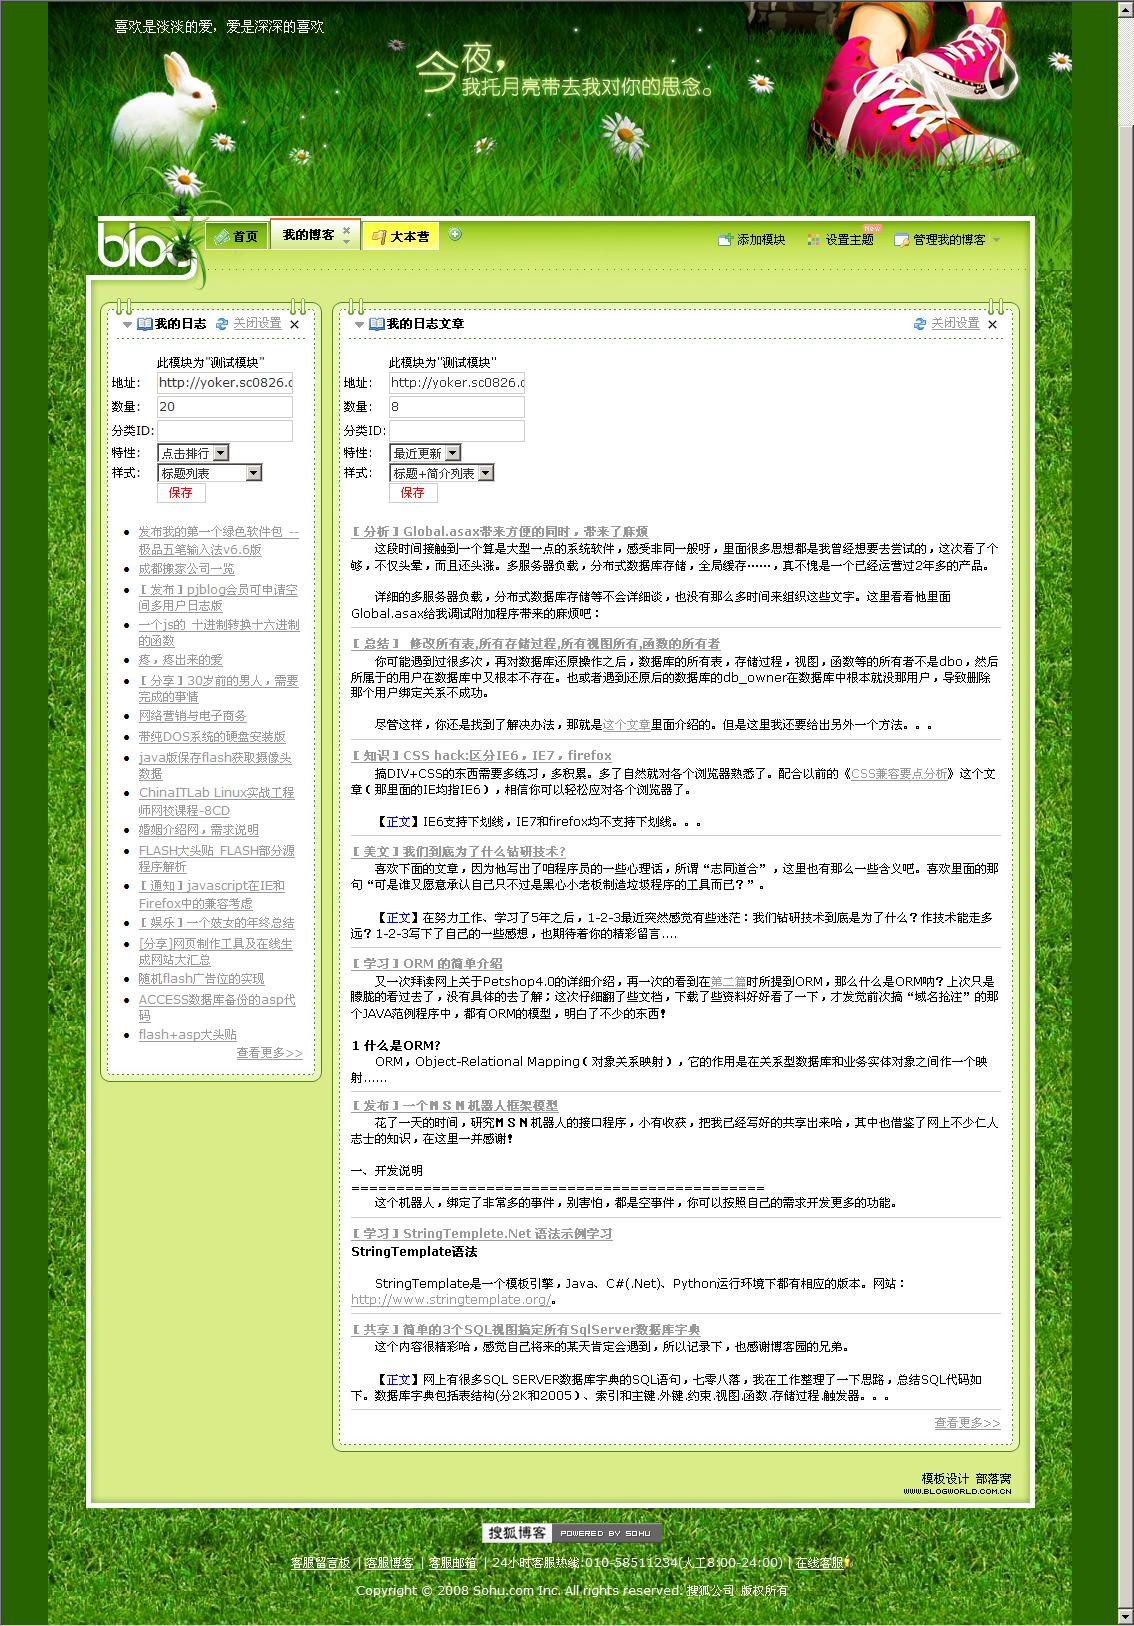 喜欢是淡淡的爱，爱是深深的喜欢
今夜，
我托月亮带去我对你的思念。
blog
首页 我的博客 大本营
添加模块 设置主题 New 管理我的博客
我的日志 关闭设置
此模块为"测试模块"
地址： http://yoker.sc0826.c
数量： 20
分类ID:
特性： 点击排行
样式： 标题列表
保存
发布我的第一个绿色软件包 --
极品五笔输入法v6.6版
成都搬家公司一览
【发布】pjblog会员可申请空
间多用户日志版
一个js的 十进制转换十六进制
的函数
疼，疼出来的爱
【分享】30岁前的男人，需要
完成的事情
网络营销与电子商务
带纯DOS系统的硬盘安装版
java版保存flash获取摄像头
数据
ChinaITLab Linux实战工程
师网校课程-8CD
婚姻介绍网，需求说明
FLASH大头贴 FLASH部分源
程序解析
【通知】javascript在IE和
Firefox中的兼容考虑
【娱乐】一个妓女的年终总结
[分享]网页制作工具及在线生
成网站大汇总
随机flash广告位的实现
ACCESS数据库备份的asp代
码
flash+asp大头贴
查看更多>>
我的日志文章 关闭设置
此模块为"测试模块"
地址： http://yoker.sc0826.c
数量： 8
分类ID:
特性： 最近更新
样式： 标题+简介列表
保存
【分析】Global.asax带来方便的同时，带来了麻烦
这段时间接触到一个算是大型一点的系统软件，感受非同一般呀，里面很多思想都是我曾经想要去尝试的，这次看了个
够，不仅头晕，而且还头涨。多服务器负载，分布式数据库存储，全局缓存……，真不愧是一个已经运营过2年多的产品。
详细的多服务器负载，分布式数据库存储等不会详细谈，也没有那么多时间来组织这些文字。这里看看他里面
Global.asax给我调试附加程序带来的麻烦吧：
【总结】 修改所有表,所有存储过程,所有视图所有,函数的所有者
你可能遇到过很多次，再对数据库还原操作之后，数据库的所有表，存储过程，视图，函数等的所有者不是dbo，然后
所属于的用户在数据库中又根本不存在。也或者遇到还原后的数据库的db_owner在数据库中根本就没那用户，导致删除
那个用户绑定关系不成功。
尽管这样，你还是找到了解决办法，那就是这个文章里面介绍的。但是这里我还要给出另外一个方法。。。
【知识】CSS hack:区分IE6，IE7，firefox
搞DIV+CSS的东西需要多练习，多积累。多了自然就对各个浏览器熟悉了。配合以前的《CSS兼容要点分析》这个文
章（那里面的IE均指IE6），相信你可以轻松应对各个浏览器了。
【正文】IE6支持下划线，IE7和firefox均不支持下划线。。。
【美文】我们到底为了什么钻研技术?
喜欢下面的文章，因为他写出了咱程序员的一些心理话，所谓“志同道合”，这里也有那么一些含义吧。喜欢里面的那
句“可是谁又愿意承认自己只不过是黑心小老板制造垃圾程序的工具而已？”。
【正文】在努力工作、学习了5年之后，1-2-3最近突然感觉有些迷茫：我们钻研技术到底是为了什么？作技术能走多
远？1-2-3写下了自己的一些感想，也期待着你的精彩留言....
【学习】ORM 的简单介绍
又一次拜读网上关于Petshop4.0的详细介绍，再一次的看到在第二篇时所提到ORM，那么什么是ORM呐？上次只是
朦胧的看过去了，没有具体的去了解；这次仔细翻了些文档，下载了些资料好好看了一下，才发觉前次搞“域名抢注”的那
个JAVA范例程序中，都有ORM的模型，明白了不少的东西！
1 什么是ORM?
ORM，Object-Relational Mapping（对象关系映射），它的作用是在关系型数据库和业务实体对象之间作一个映
射……
【发布】一个ＭＳＮ机器人框架模型
花了一天的时间，研究ＭＳＮ机器人的接口程序，小有收获，把我已经写好的共享出来哈，其中也借鉴了网上不少仁人
志士的知识，在这里一并感谢！
一、开发说明
==============================================
这个机器人，绑定了非常多的事件，别害怕，都是空事件，你可以按照自己的需求开发更多的功能。
【学习】StringTemplete.Net 语法示例学习
StringTemplate语法
StringTemplate是一个模板引擎，Java、C#(.Net)、Python运行环境下都有相应的版本。网站：
http://www.stringtemplate.org/。
【共享】简单的3个SQL视图搞定所有SqlServer数据库字典
这个内容很精彩哈，感觉自己将来的某天肯定会遇到，所以记录下，也感谢博客园的兄弟。
【正文】网上有很多SQL SERVER数据库字典的SQL语句，七零八落，我在工作整理了一下思路，总结SQL代码如
下。数据库字典包括表结构(分2K和2005）、索引和主键.外键.约束.视图.函数.存储过程.触发器。。。
查看更多>>
模板设计 部落窝
WWW.BLOGWORLD.COM.CN
搜狐博客 POWERED BY SOHU
客服留言板 | 客服博客 | 客服邮箱 | 24小时客服热线:010-58511234(人工8:00-24:00) | 在线客服
Copyright © 2008 Sohu.com Inc. All rights reserved. 搜狐公司 版权所有